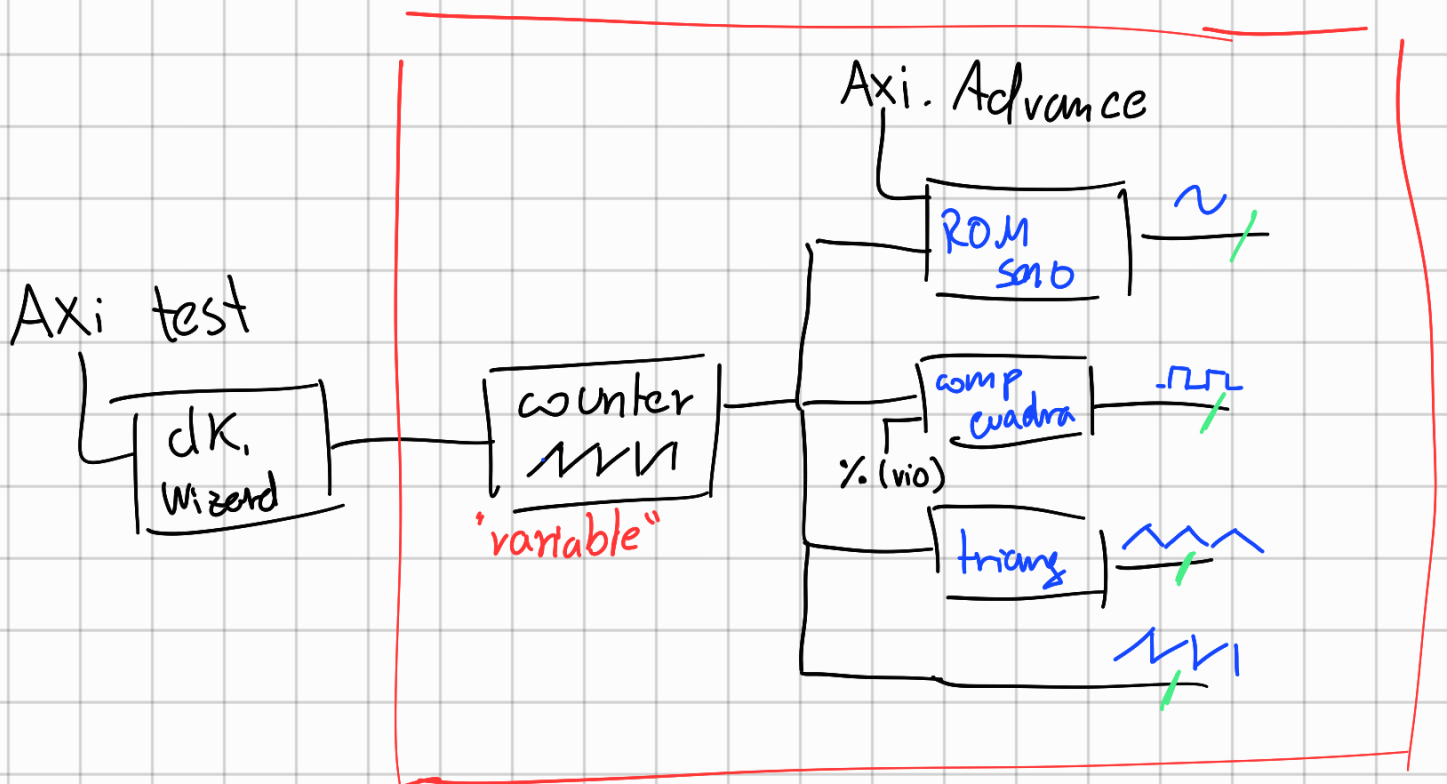 Axi. Advance
ROM
seno
AXi test
clk.
Wizard
counter
"variable"
comp
cuadra
% (vio)
triang